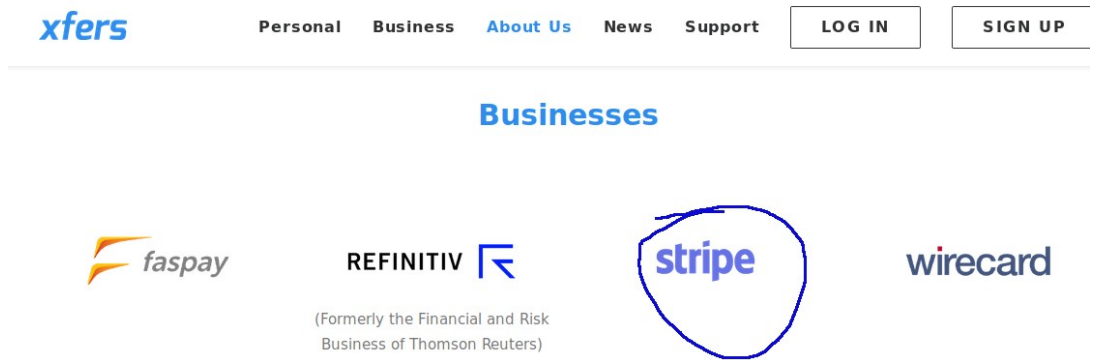 xfers Personal Business About Us News Support LOG IN SIGN UP
Businesses
faspay REFINITIV stripe wirecard
(Formerly the Financial and Risk
Business of Thomson Reuters)